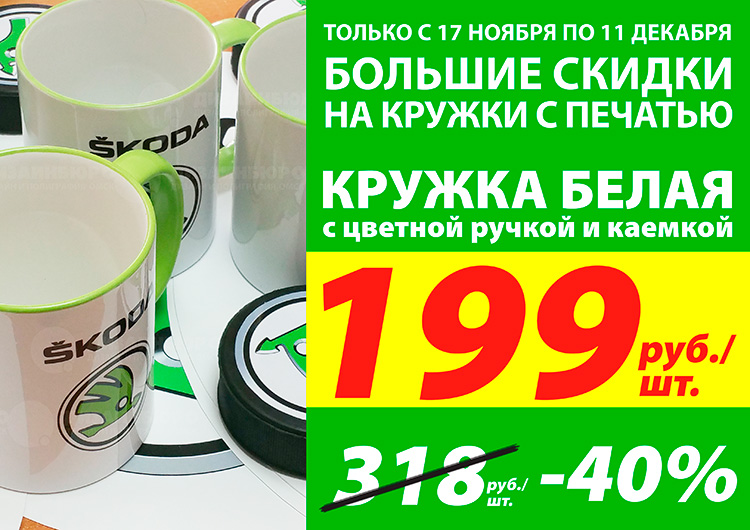 ТОЛЬКО С 17 НОЯБРЯ ПО 11 ДЕКАБРЯ
БОЛЬШИЕ СКИДКИ
НА КРУЖКИ С ПЕЧАТЬЮ
КРУЖКА БЕЛАЯ
с цветной ручкой и каемкой
199 руб./
шт.
318 руб./
шт.
-40%
ŠKODA
ŠKODA